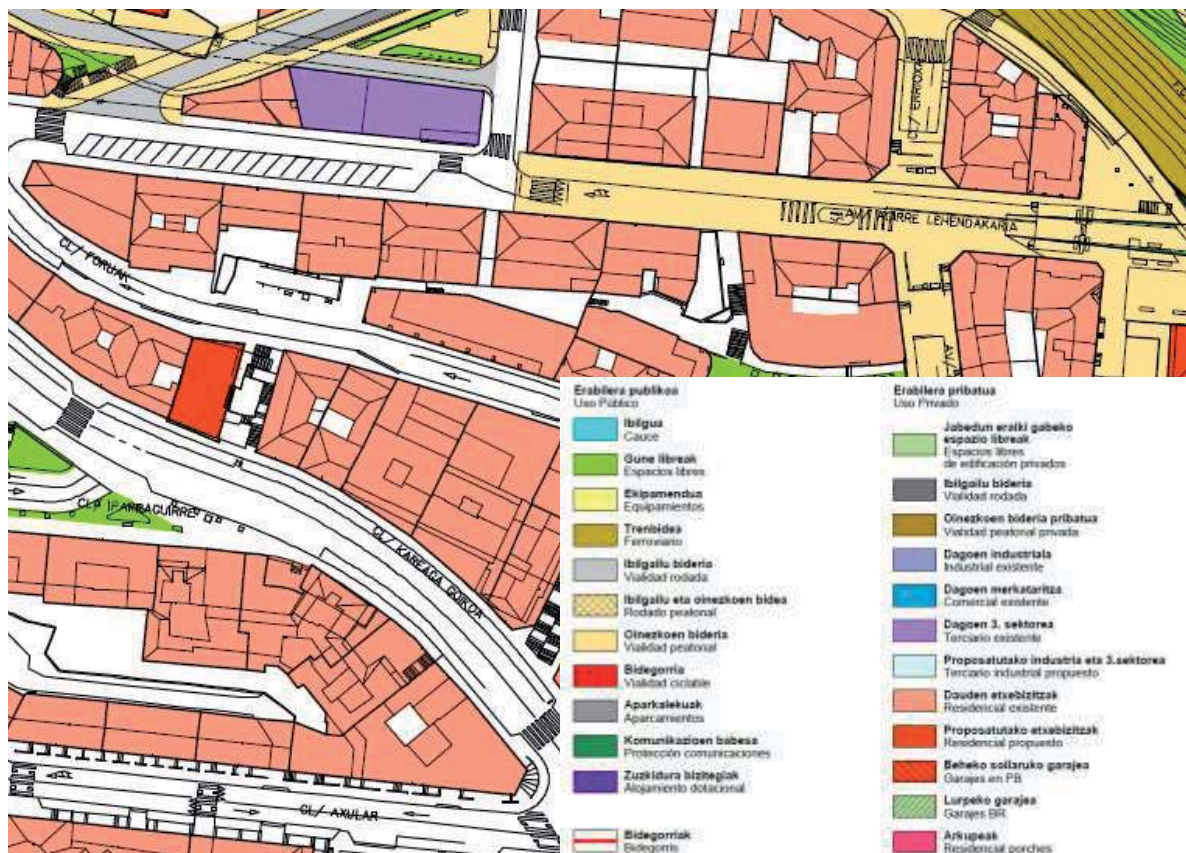 CL/ ERRIOXA
AGIRRE LEHENDAKARIA
CL/ FORUAK
AV/
CL/ KAREAGA GOIKOA
CL/ AXULAR
Erabilera publikoa
Uso Público
Ibilgua
Cauce
Gune libreak
Espacios libres
Ekipamendua
Equipamientos
Trenbidea
Ferroviario
Ibilgailu bideria
Vialidad rodada
Ibilgailu eta oinezkoen bidea
Rodado peatonal
Oinezkoen bideria
Vialidad peatonal
Bidegorria
Vialidad ciclable
Aparkalekuak
Aparcamientos
Komunikazioen babesa
Protección comunicaciones
Zuzkidura bizitegiak
Alojamiento dotacional
Bidegorriak
Bidegorris
Erabilera pribatua
Uso Privado
Jabedun eraiki gabeko
espazio libreak
Espacios libres
de edificación privados
Ibilgailu bideria
Vialidad rodada
Oinezkoen bideria pribatua
Vialidad peatonal privada
Dagoen industriala
Industrial existente
Dagoen merkataritza
Comercial existente
Dagoen 3. sektorea
Terciario existente
Proposatutako industria eta 3.sektorea
Terciario industrial propuesto
Dauden etxebizitzak
Residencial existente
Proposatutako etxebizitzak
Residencial propuesto
Beheko solairuko garajea
Garajes en PB
Lurpeko garajea
Garajes BR
Arkupeak
Residencial porches